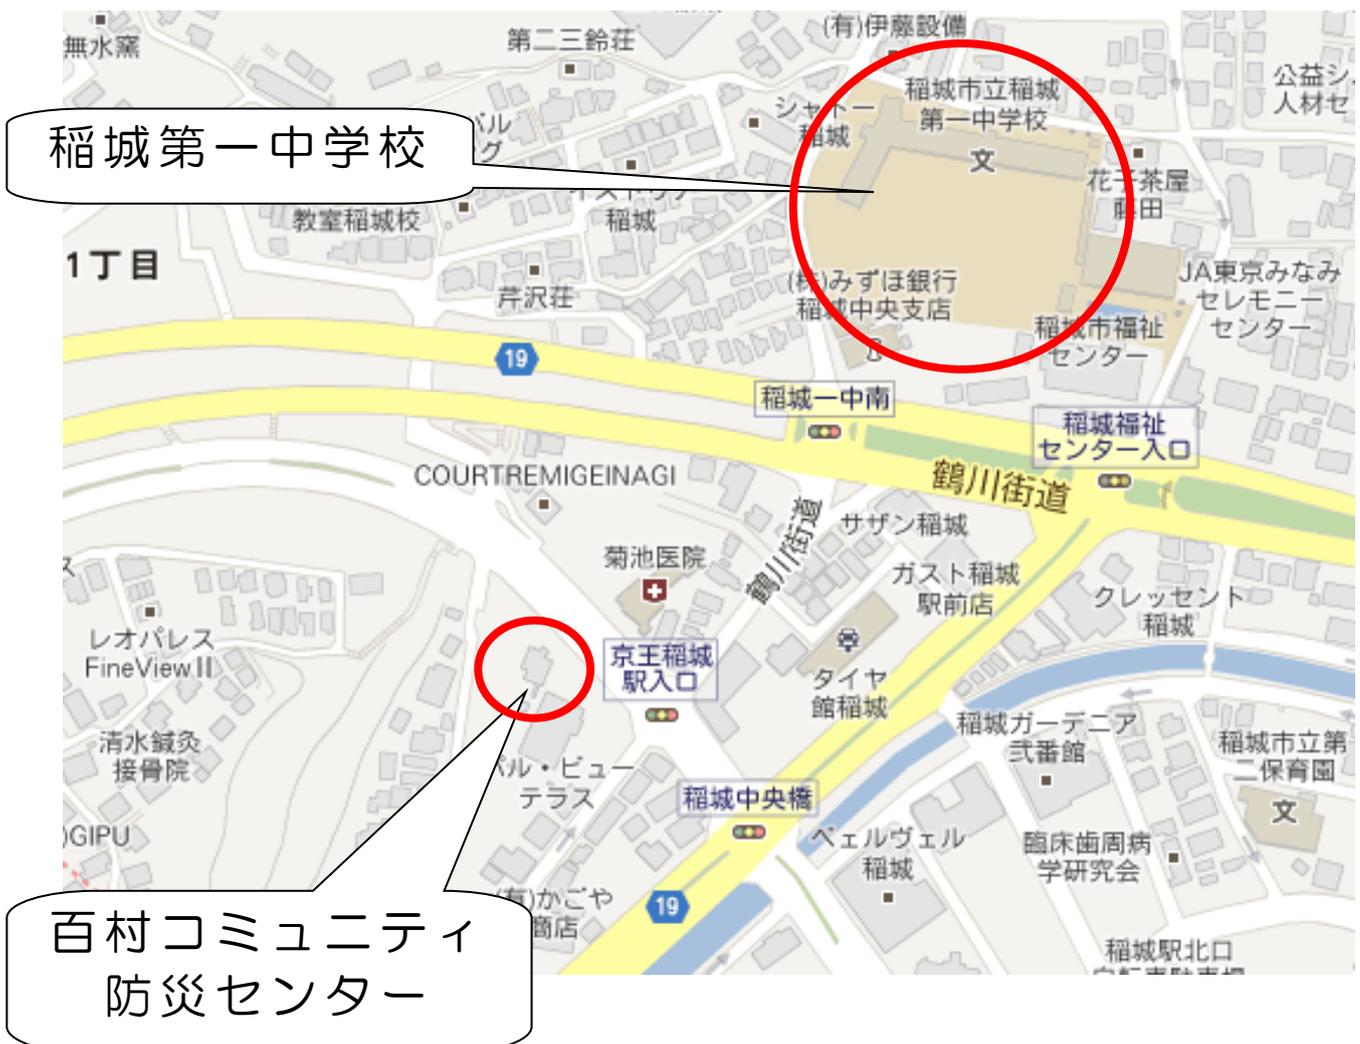 無水窯
第二三鈴荘
(有)伊藤設備
公益シ
人材セ
稲城市立稲城
第一中学校
文
シャトー
稲城
稲城第一中学校
バル
グ
花子茶屋
藤田
稲城
教室稲城校
1丁目
芹沢荘
(株)みずほ銀行
稲城中央支店
JA東京みなみ
セレモニー
センター
稲城市福祉
センター
19
稲城一中南
稲城福祉
センター入口
鶴川街道
COURTREMIGEINAGI
鶴川街道
サザン稲城
菊池医院
ガスト稲城
駅前店
クレッセント
稲城
ス
レオパレス
FineViewⅡ
京王稲城
駅入口
タイヤ
館稲城
稲城ガーデニア
弐番館
稲城市立第
二保育園
文
清水鍼灸
接骨院
バル・ビュー
テラス
稲城中央橋
)GIPU
ベェルヴェル
稲城
臨床歯周病
学研究会
(有)かごや
商店
19
稲城駅北口
百村コミュニティ
防災センター